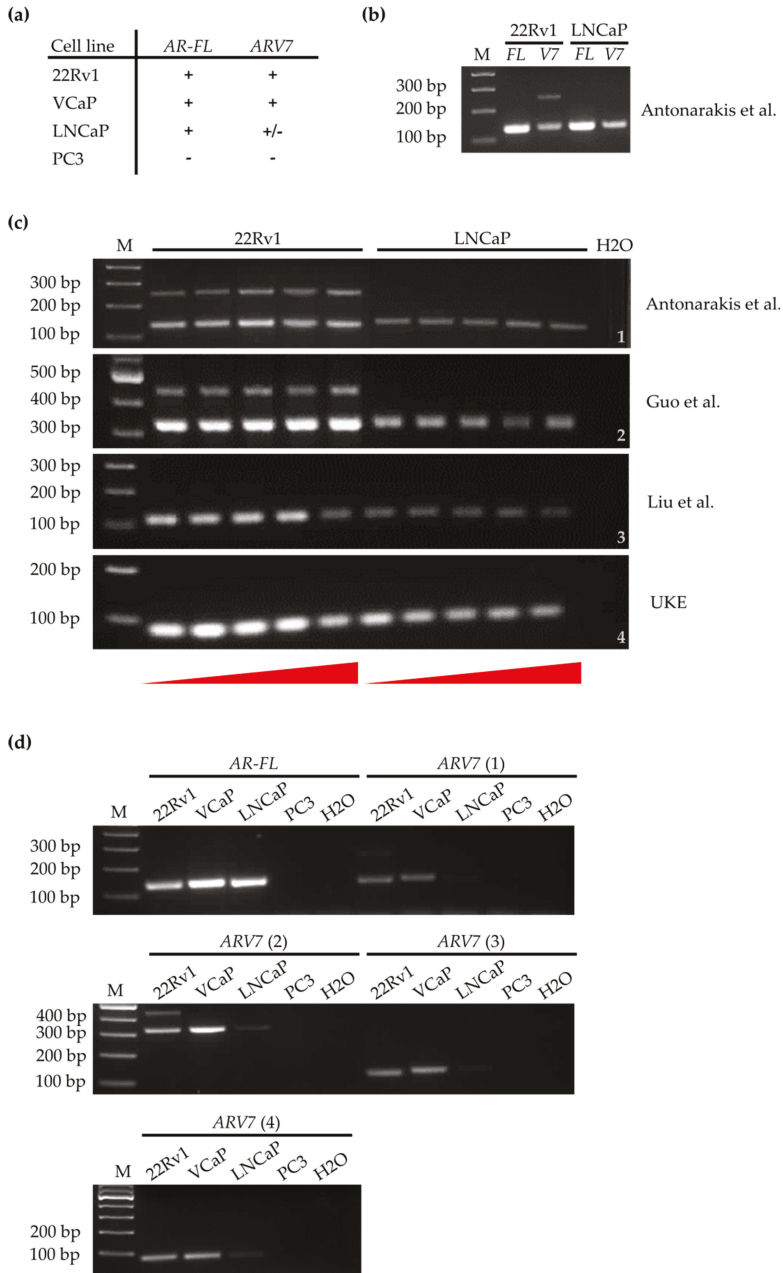 (a)
Cell line AR-FL ARV7
22Rv1 + +
VCaP + +
LNCaP + +/-
PC3 - -
(b)
22Rv1 LNCaP
M FL V7 FL V7
300 bp
200 bp
100 bp
Antonarakis et al.
(c)
M 22Rv1 LNCaP H2O
300 bp
200 bp
100 bp
1
Antonarakis et al.
500 bp
400 bp
300 bp
2
Guo et al.
300 bp
200 bp
100 bp
3
Liu et al.
200 bp
100 bp
4
UKE
(d)
AR-FL ARV7 (1)
M 22Rv1 VCaP LNCaP PC3 H2O 22Rv1 VCaP LNCaP PC3 H2O
300 bp
200 bp
100 bp
ARV7 (2) ARV7 (3)
M 22Rv1 VCaP LNCaP PC3 H2O 22Rv1 VCaP LNCaP PC3 H2O
400 bp
300 bp
200 bp
100 bp
ARV7 (4)
M 22Rv1 VCaP LNCaP PC3 H2O
200 bp
100 bp